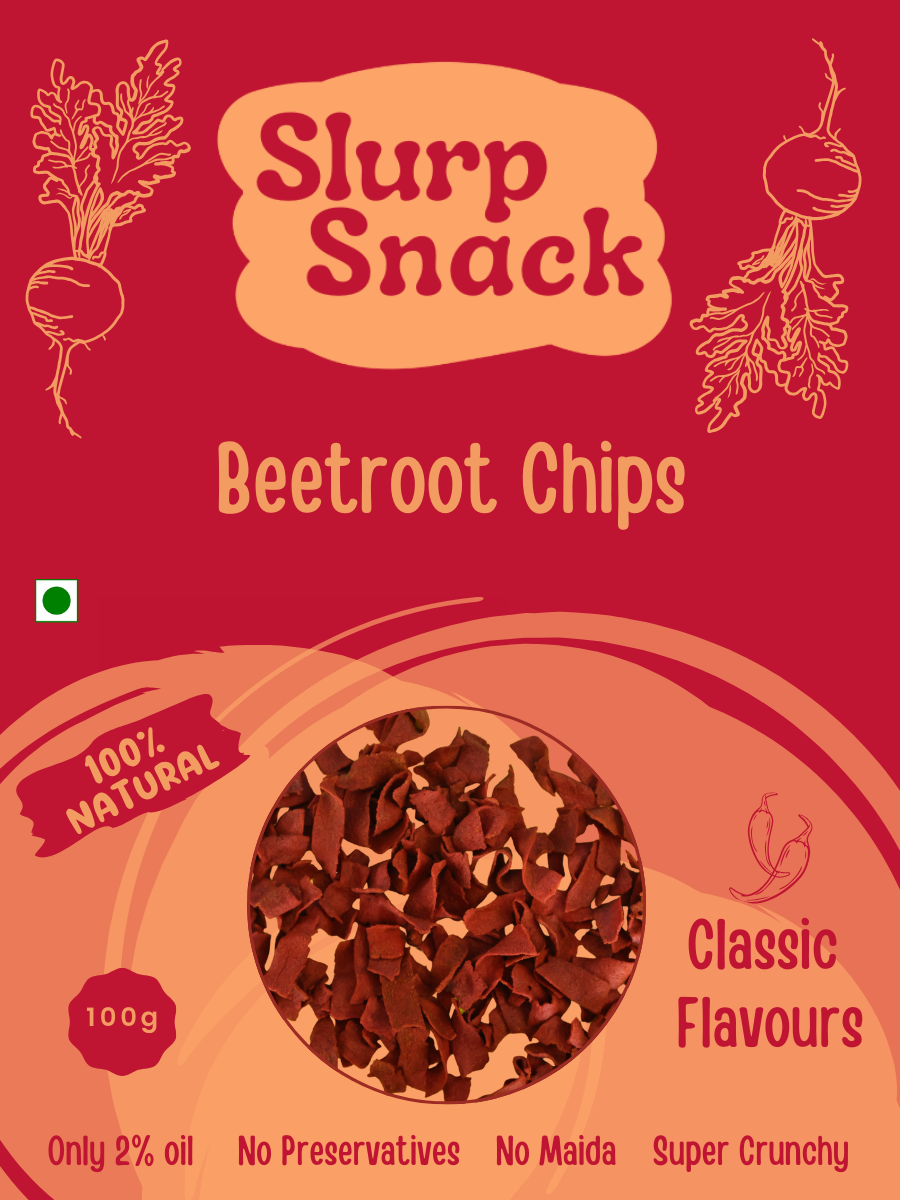 Slurp
Snack
Beetroot Chips
100%
NATURAL
Classic
Flavours
100g
Only 2% oil No Preservatives No Maida Super Crunchy